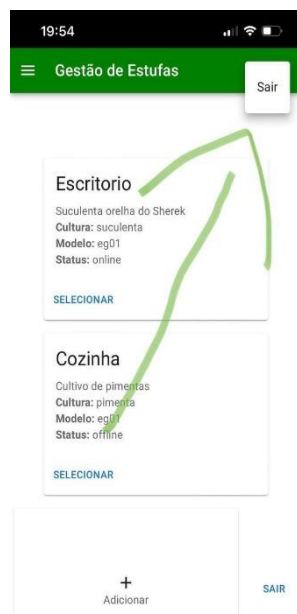 19:54
Gestão de Estufas
Sair
Escritorio
Suculenta orelha do Sherek
Cultura: suculenta
Modelo: eg01
Status: online
SELECIONAR
Cozinha
Cultivo de pimentas
Cultura: pimenta
Modelo: eg01
Status: offline
SELECIONAR
+
Adicionar
SAIR